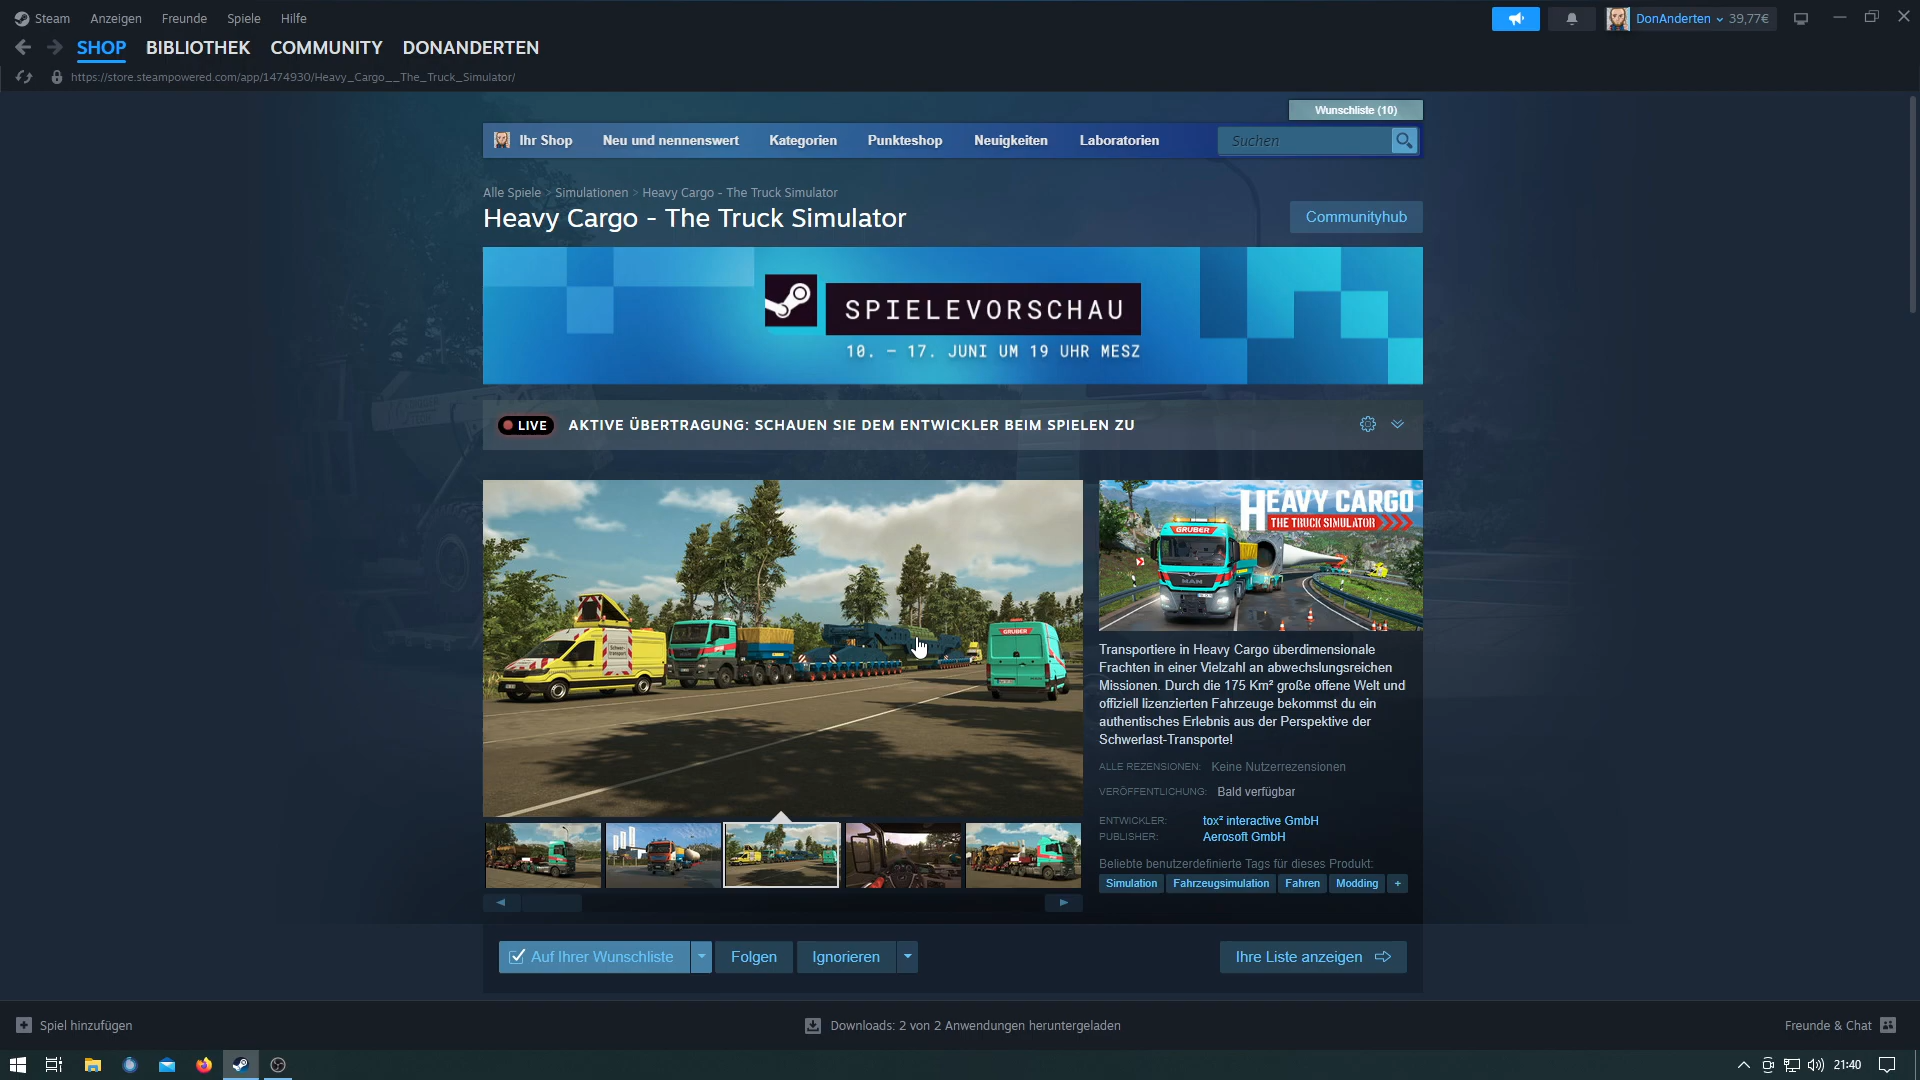 Steam Anzeigen Freunde Spiele Hilfe
DonAnderten 39,77€
SHOP BIBLIOTHEK COMMUNITY DONANDERTEN
https://store.steampowered.com/app/1474930/Heavy_Cargo__The_Truck_Simulator/
Wunschliste (10)
Ihr Shop Neu und nennenswert Kategorien Punkteshop Neuigkeiten Laboratorien Suchen
Alle Spiele > Simulationen > Heavy Cargo - The Truck Simulator
Heavy Cargo - The Truck Simulator
Communityhub
SPIELEVORSCHAU
10. – 17. JUNI UM 19 UHR MESZ
LIVE AKTIVE ÜBERTRAGUNG: SCHAUEN SIE DEM ENTWICKLER BEIM SPIELEN ZU
HEAVY CARGO
THE TRUCK SIMULATOR
GRUBER
MAN
Schwer-
transport
GRUBER
Transportiere in Heavy Cargo überdimensionale
Frachten in einer Vielzahl an abwechslungsreichen
Missionen. Durch die 175 Km² große offene Welt und
offiziell lizenzierten Fahrzeuge bekommst du ein
authentisches Erlebnis aus der Perspektive der
Schwerlast-Transporte!
ALLE REZENSIONEN: Keine Nutzerrezensionen
VERÖFFENTLICHUNG: Bald verfügbar
ENTWICKLER: tox² interactive GmbH
PUBLISHER: Aerosoft GmbH
Beliebte benutzerdefinierte Tags für dieses Produkt:
Simulation Fahrzeugsimulation Fahren Modding +
Auf Ihrer Wunschliste Folgen Ignorieren Ihre Liste anzeigen
Spiel hinzufügen Downloads: 2 von 2 Anwendungen heruntergeladen Freunde & Chat
21:40